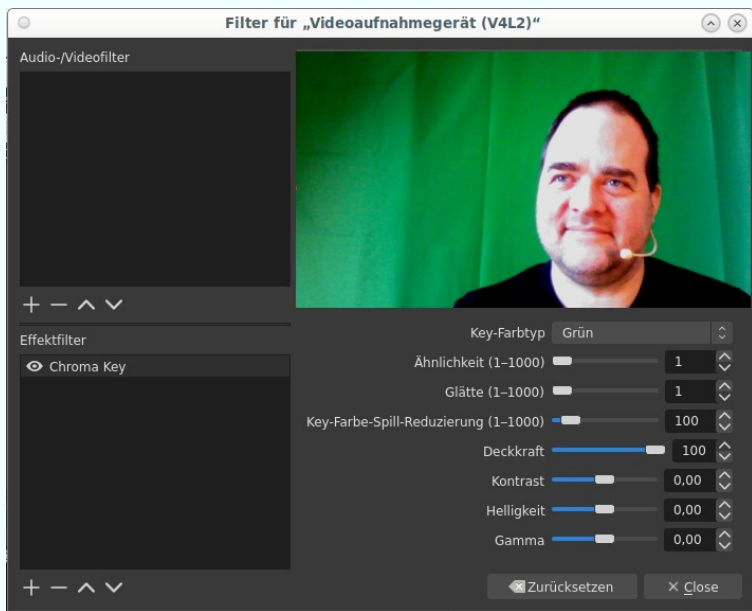 Filter für „Videoaufnahmegerät (V4L2)“
Audio-/Videofilter
Effektfilter
Chroma Key
Key-Farbtyp Grün
Ähnlichkeit (1–1000) 1
Glätte (1–1000) 1
Key-Farbe-Spill-Reduzierung (1–1000) 100
Deckkraft 100
Kontrast 0,00
Helligkeit 0,00
Gamma 0,00
Zurücksetzen Close